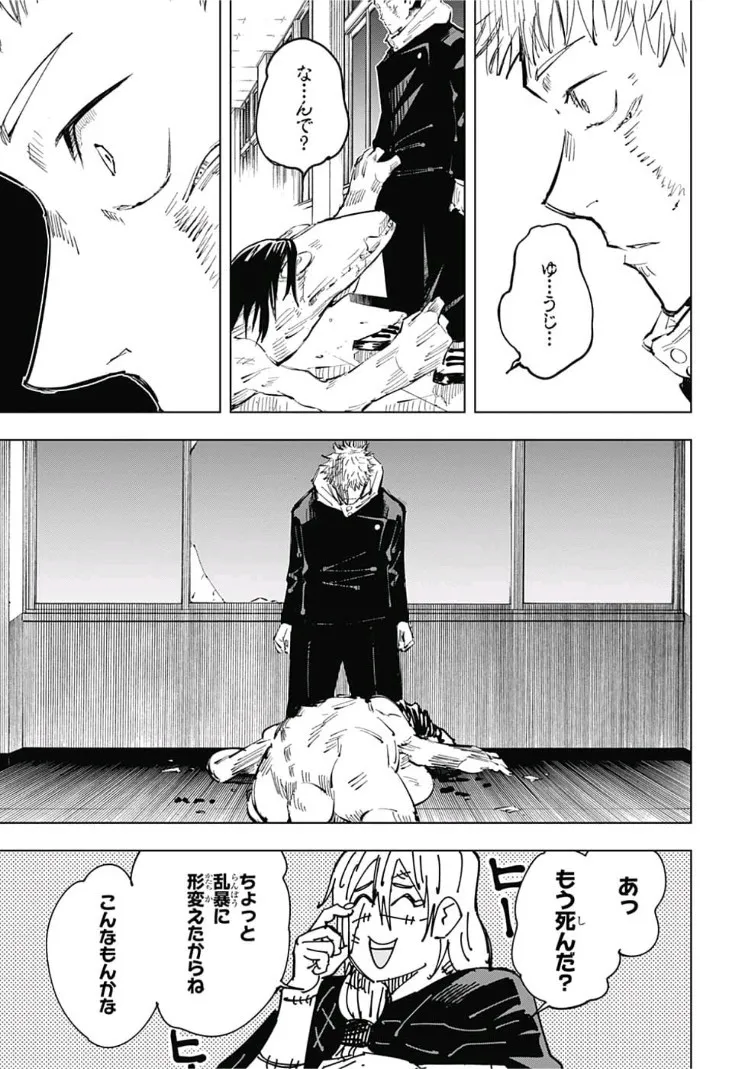 ゆ…うじ…
な…んで？
あっ
もう死んだ？
ヒー
ちょっと
乱暴に
形変えたからね
こんなもんかな
ヒー